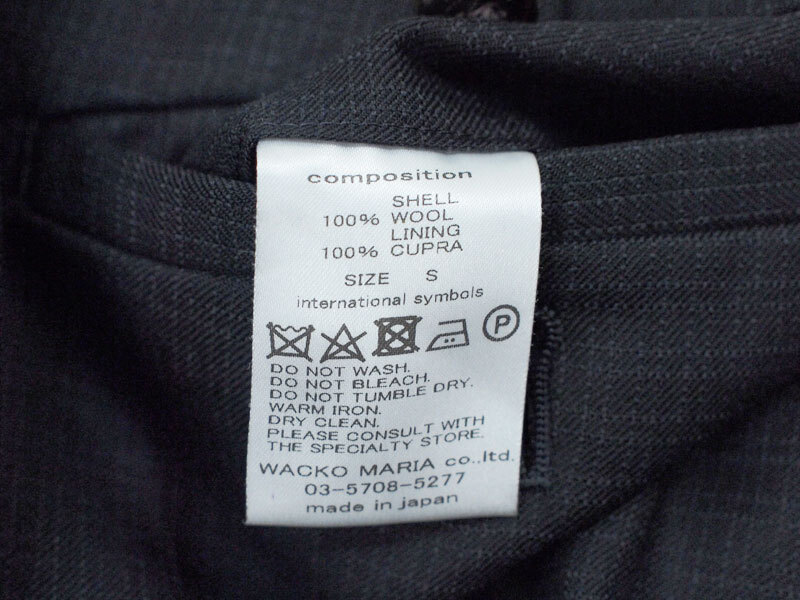 composition
SHELL
100% WOOL
LINING
100% CUPRA
SIZE S
international symbols
P
DO NOT WASH.
DO NOT BLEACH.
DO NOT TUMBLE DRY.
WARM IRON.
DRY CLEAN.
PLEASE CONSULT WITH
THE SPECIALTY STORE.
WACKO MARIA co.,ltd.
03-5708-5277
made in japan